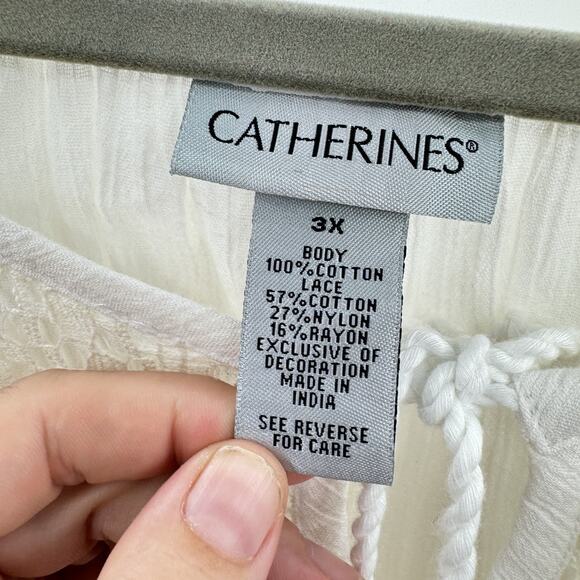 CATHERINES®
3X
BODY
100%COTTON
LACE
57%COTTON
27%NYLON
16%RAYON
EXCLUSIVE OF
DECORATION
MADE IN
INDIA
SEE REVERSE
FOR CARE